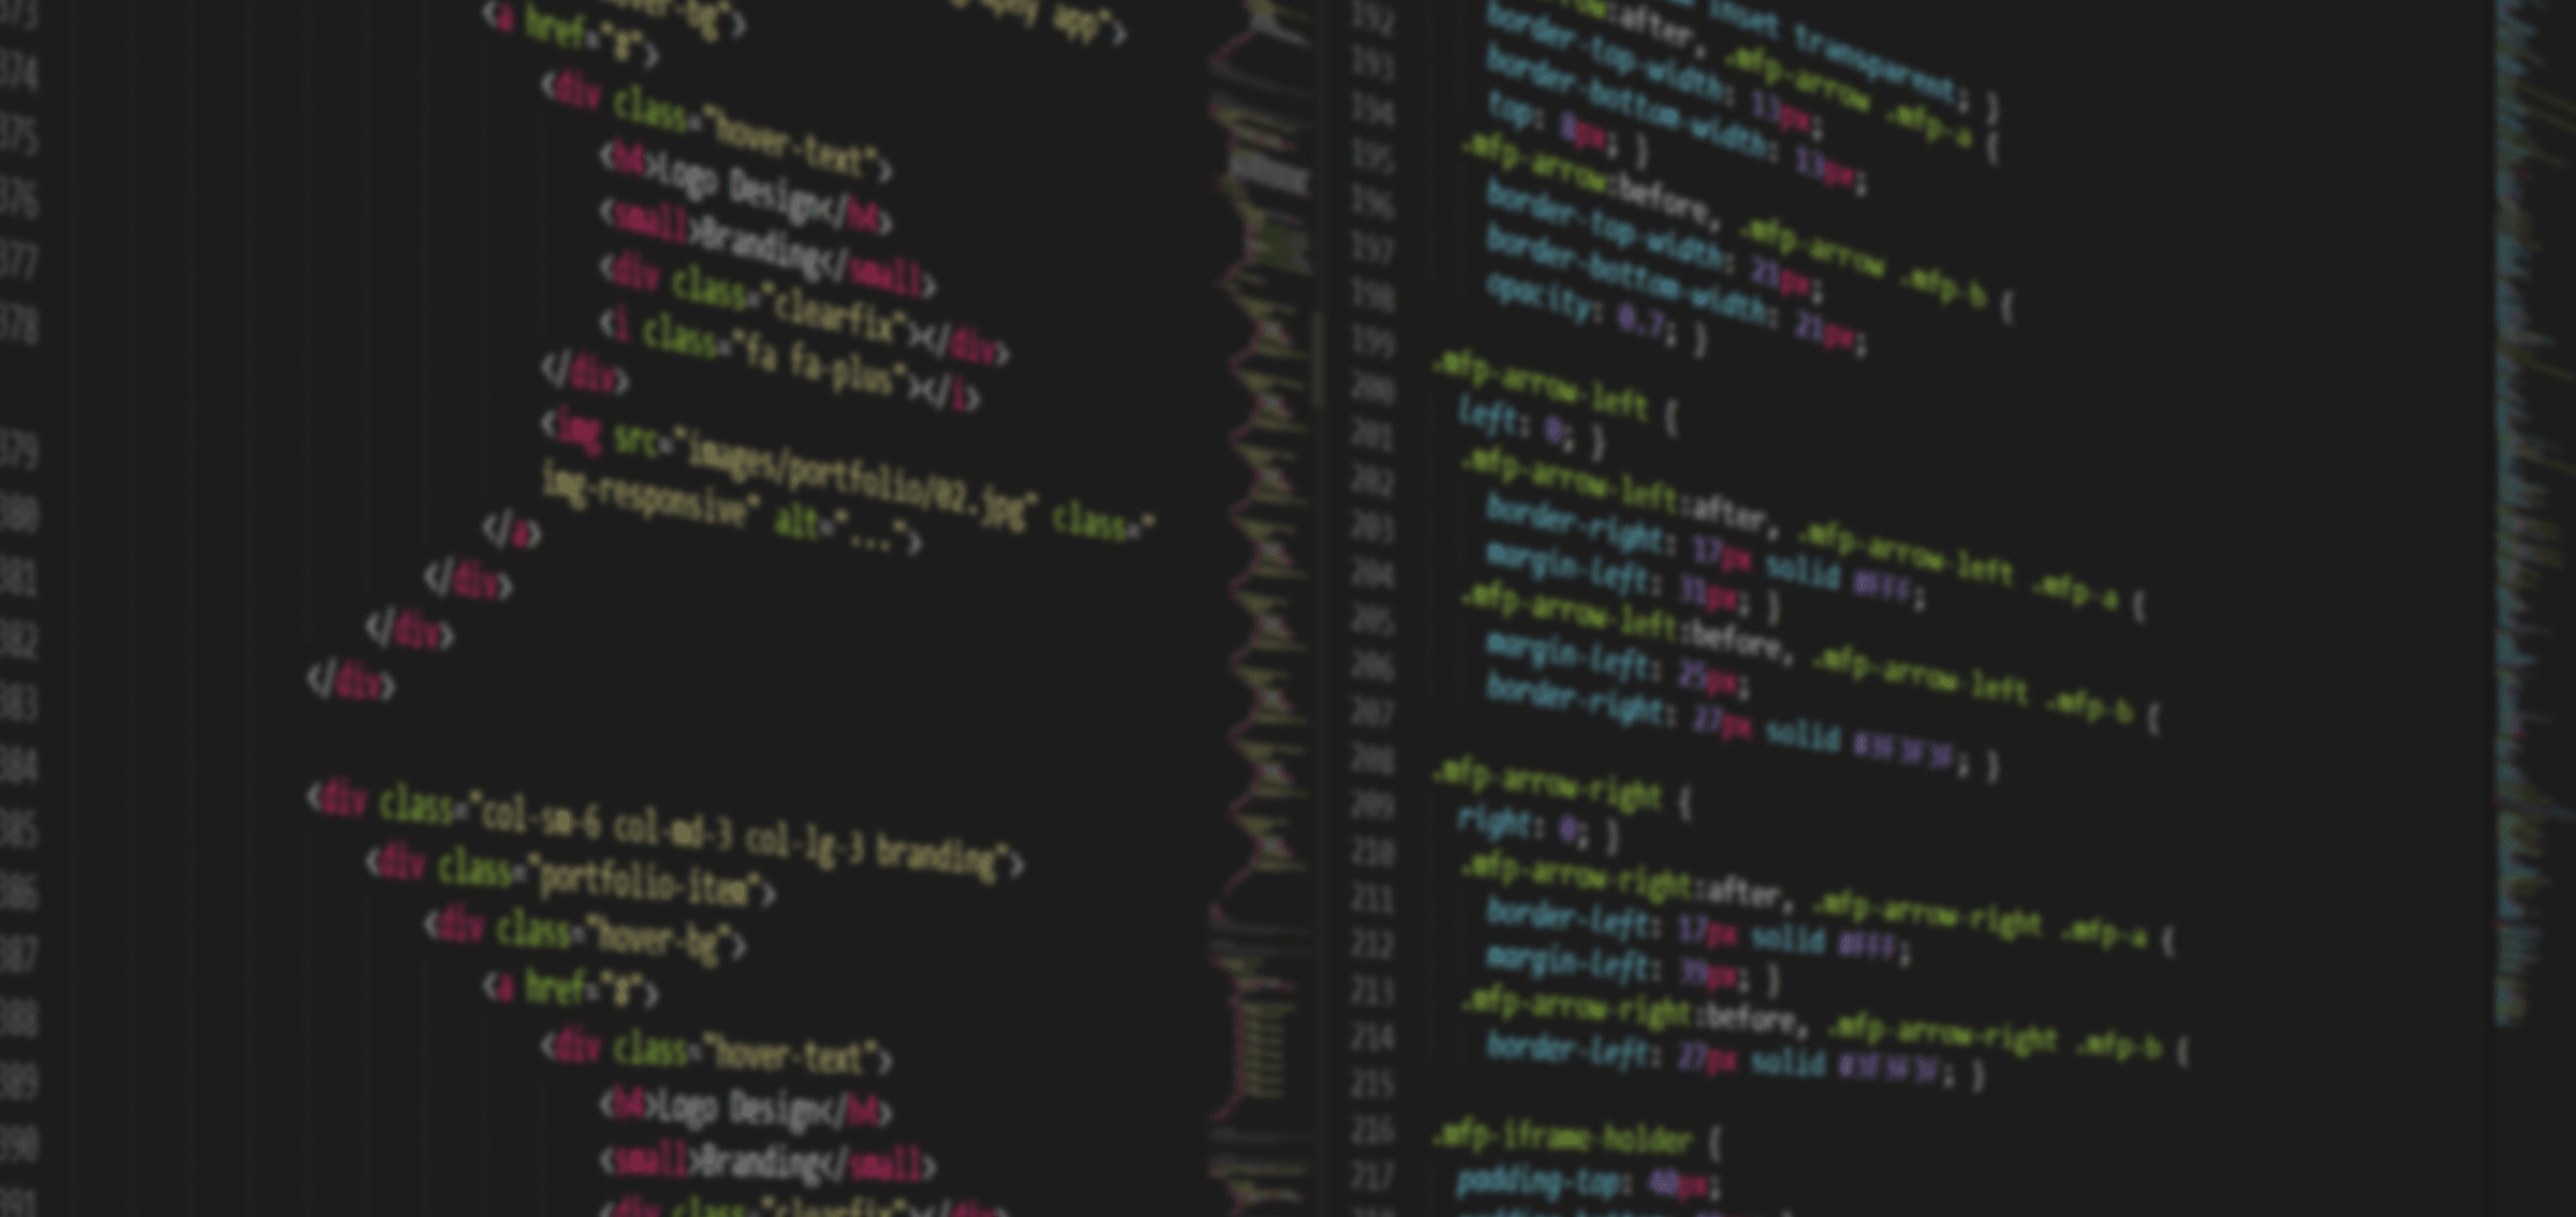 373
374
375
376
377
378
379
380
381
382
383
384
385
386
387
388
389
390
391
hover-bg">
graphy app">
<a href="#">
<div class="hover-text">
<h4>Logo Design</h4>
<small>Branding</small>
<div class="clearfix"></div>
<i class="fa fa-plus"></i>
</div>
<img src="images/portfolio/02.jpg" class="
img-responsive" alt="...">
</a>
</div>
</div>
</div>
<div class="col-sm-6 col-md-3 col-lg-3 branding">
<div class="portfolio-item">
<div class="hover-bg">
<a href="#">
<div class="hover-text">
<h4>Logo Design</h4>
<small>Branding</small>
<div class="clearfix"></div>
192
193
194
195
196
197
198
199
200
201
202
203
204
205
206
207
208
209
210
211
212
213
214
215
216
217
inset transparent; }
:after, .mfp-arrow .mfp-a {
border-top-width: 13px;
border-bottom-width: 13px;
top: 8px; }
.mfp-arrow:before, .mfp-arrow .mfp-b {
border-top-width: 21px;
border-bottom-width: 21px;
opacity: 0.7; }
.mfp-arrow-left {
left: 0; }
.mfp-arrow-left:after, .mfp-arrow-left .mfp-a {
border-right: 17px solid #FFF;
margin-left: 31px; }
.mfp-arrow-left:before, .mfp-arrow-left .mfp-b {
margin-left: 25px;
border-right: 27px solid #3F3F3F; }
.mfp-arrow-right {
right: 0; }
.mfp-arrow-right:after, .mfp-arrow-right .mfp-a {
border-left: 17px solid #FFF;
margin-left: 39px; }
.mfp-arrow-right:before, .mfp-arrow-right .mfp-b {
border-left: 27px solid #3F3F3F; }
.mfp-iframe-holder {
padding-top: 40px;